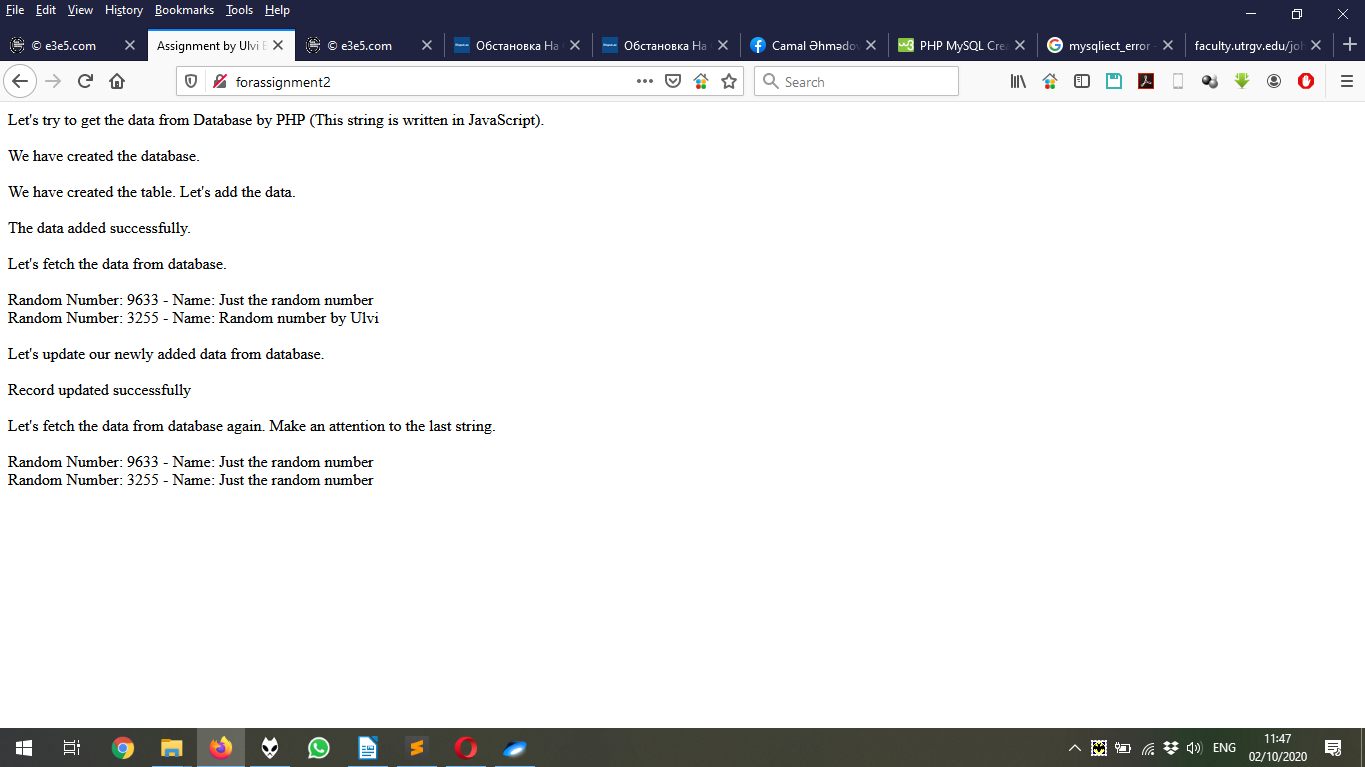 File Edit View History Bookmarks Tools Help
© e3e5.com
Assignment by Ulvi
© e3e5.com
Обстановка На
Обстановка На
Camal Əhmədo
PHP MySQL Crea
mysqliect_error -
faculty.utrgv.edu/joh
forassignment2
Search
Let's try to get the data from Database by PHP (This string is written in JavaScript).
We have created the database.
We have created the table. Let's add the data.
The data added successfully.
Let's fetch the data from database.
Random Number: 9633 - Name: Just the random number
Random Number: 3255 - Name: Random number by Ulvi
Let's update our newly added data from database.
Record updated successfully
Let's fetch the data from database again. Make an attention to the last string.
Random Number: 9633 - Name: Just the random number
Random Number: 3255 - Name: Just the random number
ENG
11:47
02/10/2020